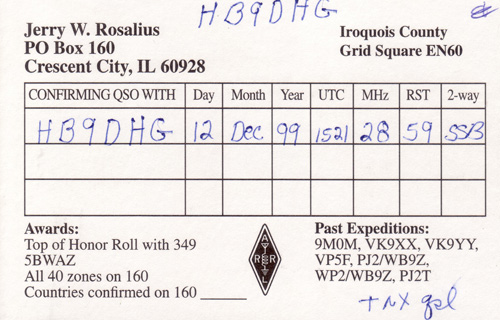 HB9DHG
Jerry W. Rosalius
PO Box 160
Crescent City, IL 60928
Iroquois County
Grid Square EN60
CONFIRMING QSO WITH Day Month Year UTC MHz RST 2-way
HB9DHG 12 Dec 99 1521 28 59 SSB
Awards:
Top of Honor Roll with 349
5BWAZ
All 40 zones on 160
Countries confirmed on 160 ______
ARRL
Past Expeditions:
9M0M, VK9XX, VK9YY,
VP5F, PJ2/WB9Z,
WP2/WB9Z, PJ2T
TNX qsl